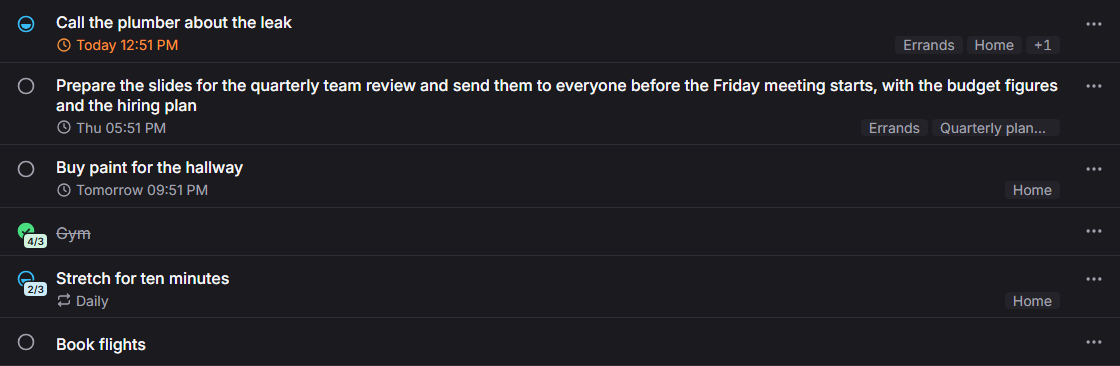 Call the plumber about the leak
Today 12:51 PM
Errands Home +1
Prepare the slides for the quarterly team review and send them to everyone before the Friday meeting starts, with the budget figures
and the hiring plan
Thu 05:51 PM
Errands Quarterly plan...
Buy paint for the hallway
Tomorrow 09:51 PM
Home
Gym
4/3
Stretch for ten minutes
2/3
Daily
Home
Book flights